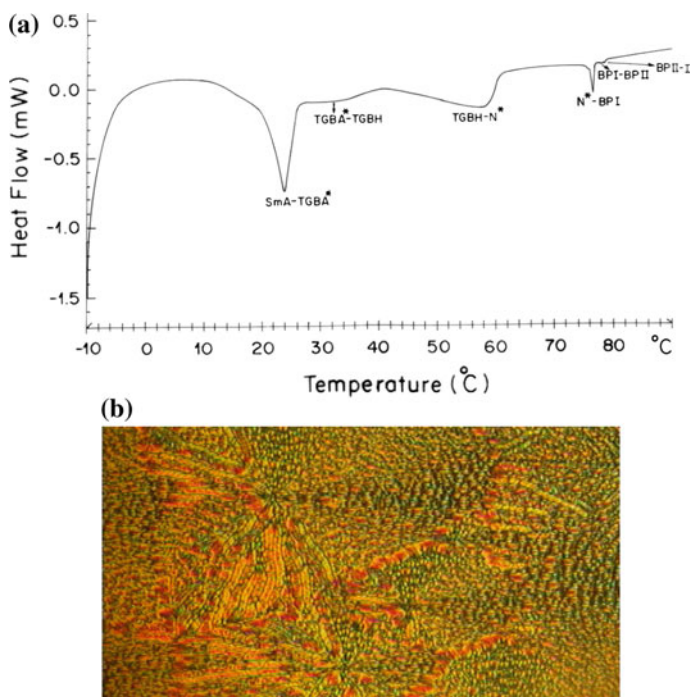 (a)
0.5
0.0
-0.5
-1.0
-1.5
Heat Flow (mW)
TGBA*-TGBH
TGBH-N*
N*-BPI
BPI-BPII
BPII-I
SmA-TGBA*
-10
0
10
20
30
40
50
60
70
80
°C
Temperature (°C)
(b)